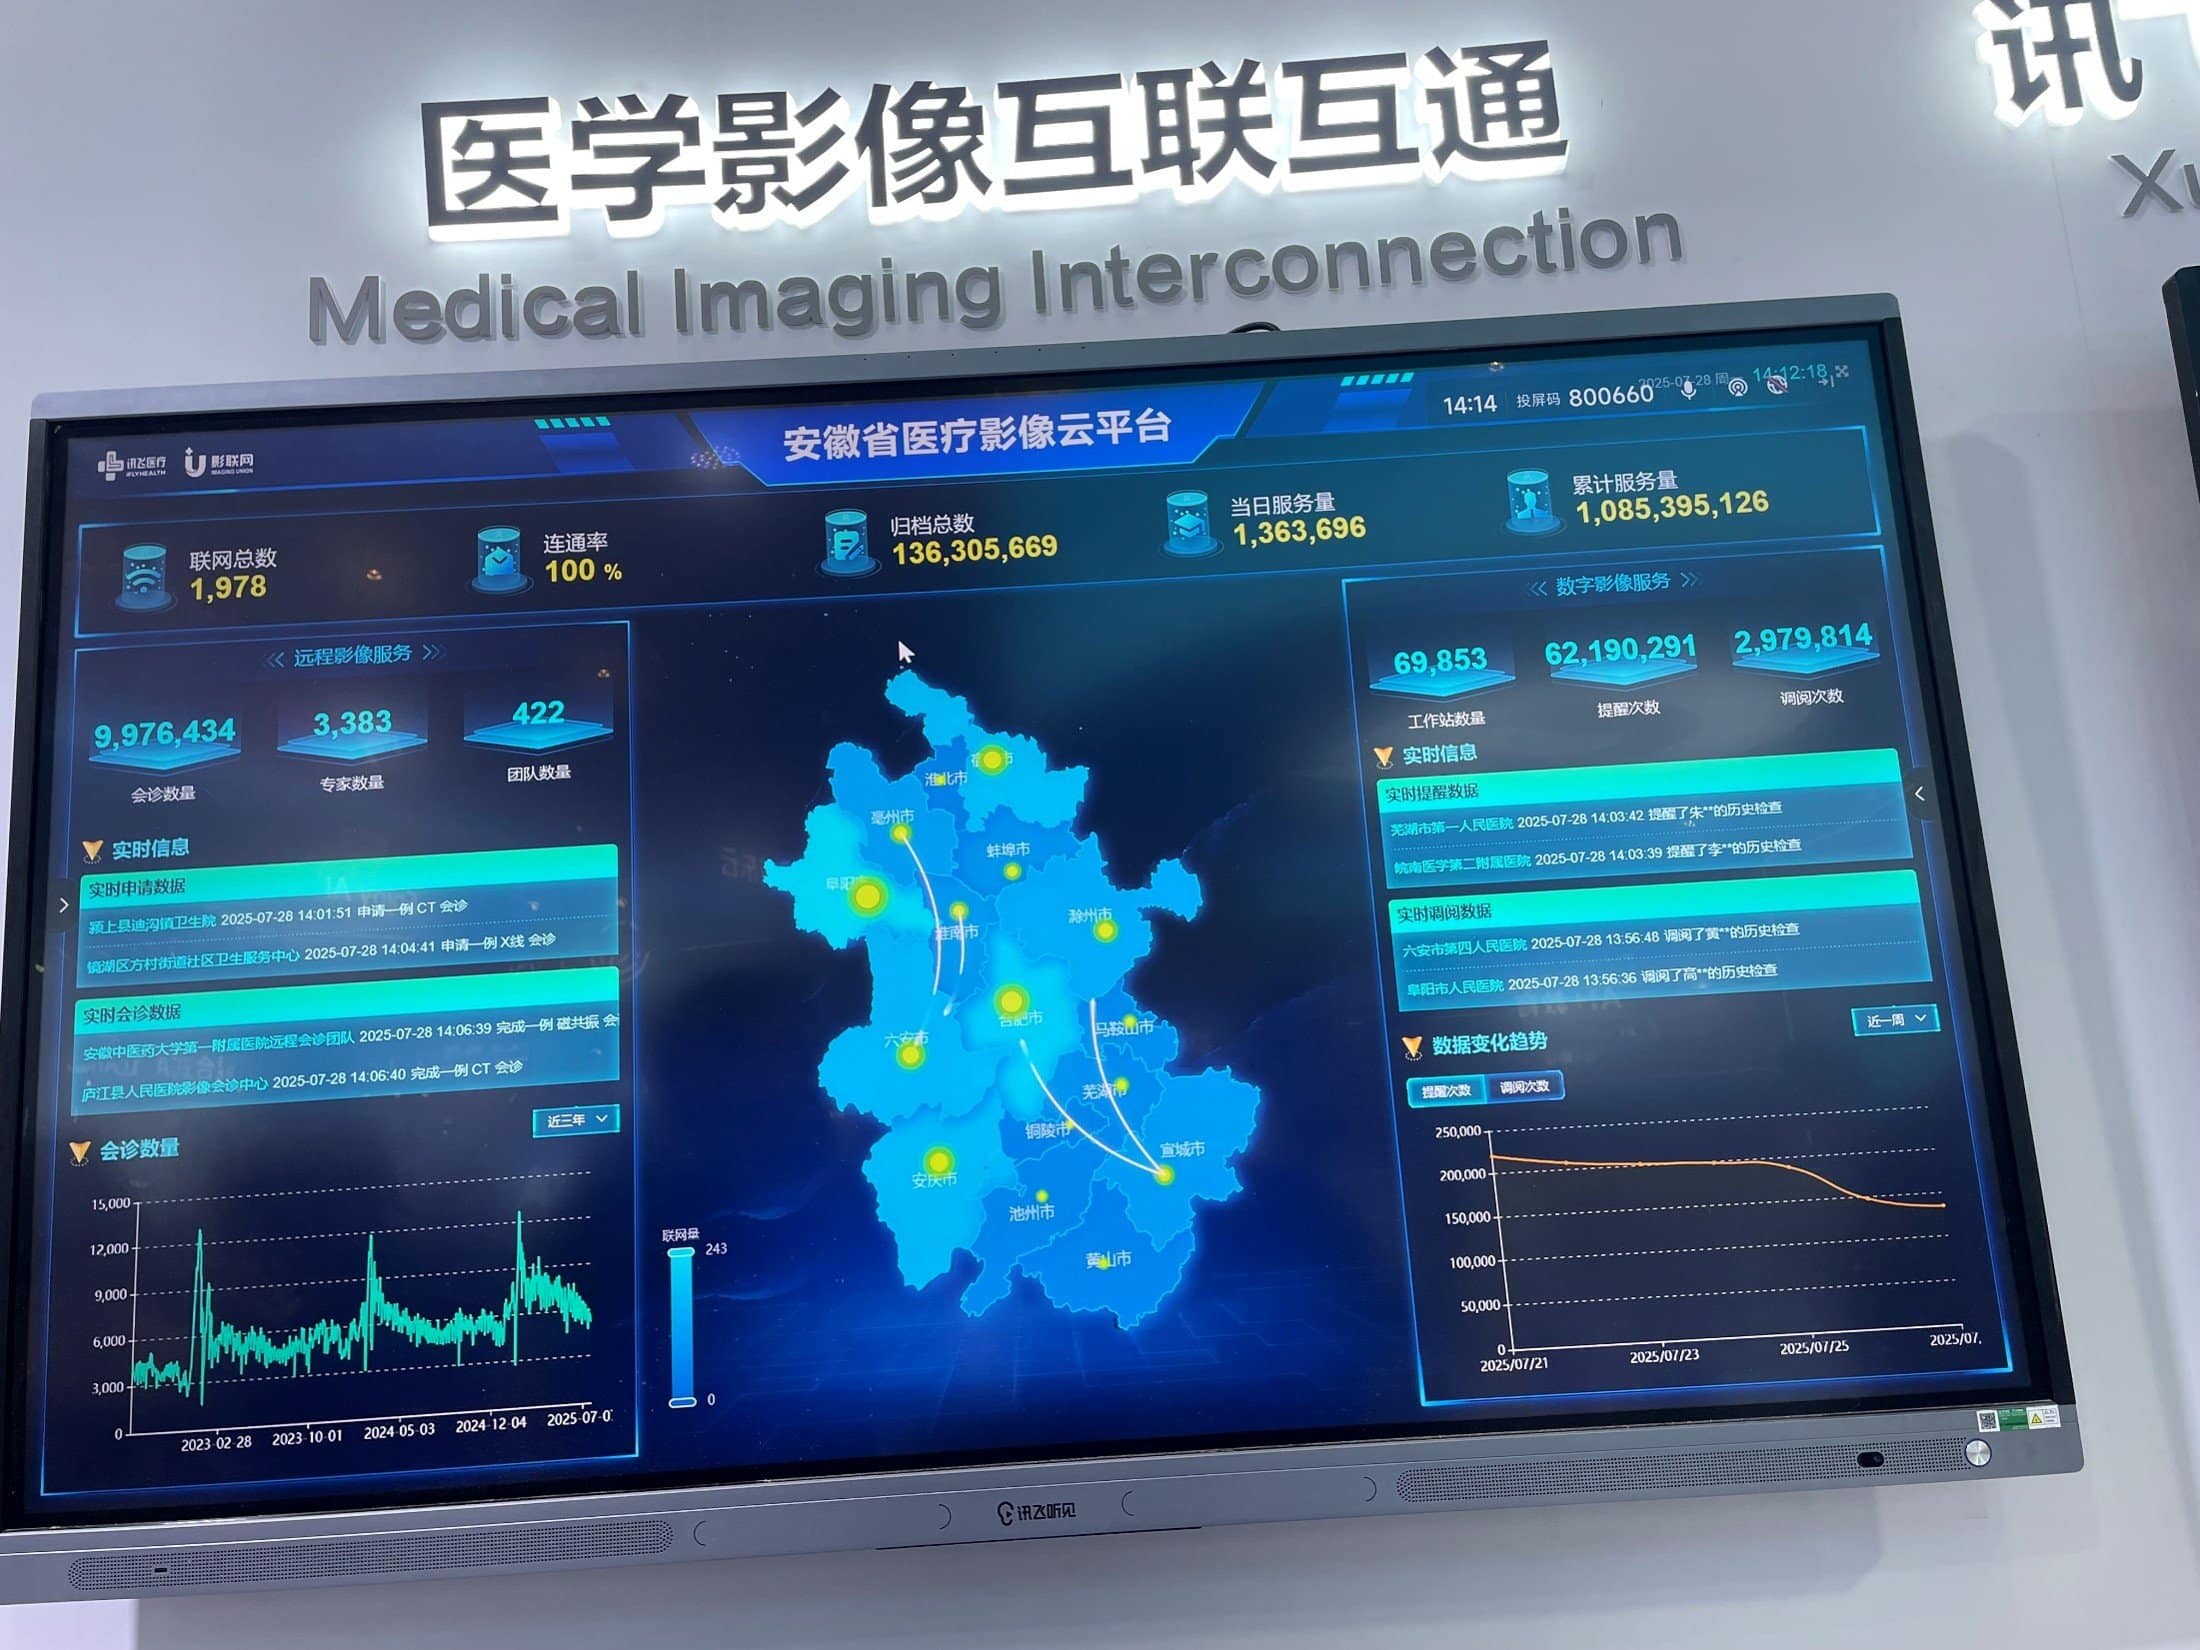 医学影像互联互通
Medical Imaging Interconnection
讯
Xu
讯飞医疗
IFLYHEALTH
影联网
IMAGING UNION
安徽省医疗影像云平台
14:14 投屏码 800660
2025-07-28 周 14:12:18
联网总数
1,978
连通率
100 %
归档总数
136,305,669
当日服务量
1,363,696
累计服务量
1,085,395,126
远程影像服务
9,976,434
会诊数量
3,383
专家数量
422
团队数量
实时信息
实时申请数据
颍上县迪沟镇卫生院 2025-07-28 14:01:51 申请一例 CT 会诊
镜湖区方村街道社区卫生服务中心 2025-07-28 14:04:41 申请一例 X线 会诊
实时会诊数据
安徽中医药大学第一附属医院远程会诊团队 2025-07-28 14:06:39 完成一例 磁共振 会
庐江县人民医院影像会诊中心 2025-07-28 14:06:40 完成一例 CT 会诊
近三年
会诊数量
15,000
12,000
9,000
6,000
3,000
0
2023-02-28 2023-10-01 2024-05-03 2024-12-04 2025-07-0
淮北市
亳州市
蚌埠市
阜阳
淮南市
滁州市
合肥市
六安市
马鞍山市
芜湖市
铜陵市
宣城市
安庆市
池州市
黄山市
联网量
243
0
数字影像服务
69,853
工作站数量
62,190,291
提醒次数
2,979,814
调阅次数
实时信息
实时提醒数据
芜湖市第一人民医院 2025-07-28 14:03:42 提醒了朱**的历史检查
皖南医学第二附属医院 2025-07-28 14:03:39 提醒了李**的历史检查
实时调阅数据
六安市第四人民医院 2025-07-28 13:56:48 调阅了黄**的历史检查
阜阳市人民医院 2025-07-28 13:56:36 调阅了高**的历史检查
近一周
数据变化趋势
提醒次数 调阅次数
250,000
200,000
150,000
100,000
50,000
0
2025/07/21 2025/07/23 2025/07/25 2025/07.
讯飞听见